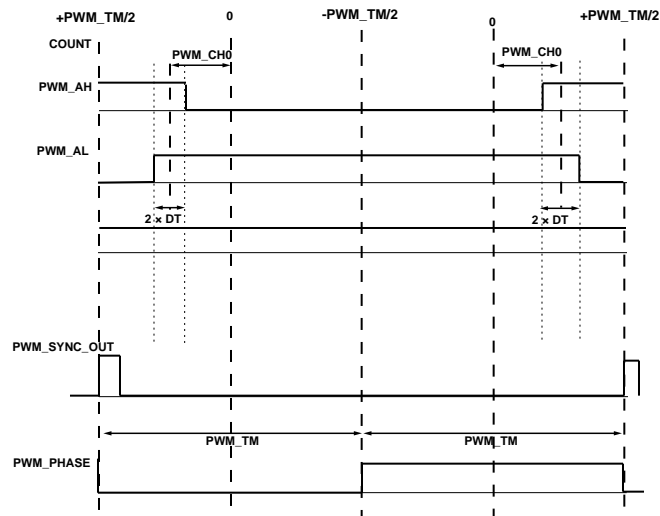 +PWM_TM/2 0 -PWM_TM/2 0 +PWM_TM/2
COUNT
PWM_CH0 PWM_CH0
PWM_AH
PWM_AL
2 × DT 2 × DT
PWM_SYNC_OUT
PWM_TM PWM_TM
PWM_PHASE